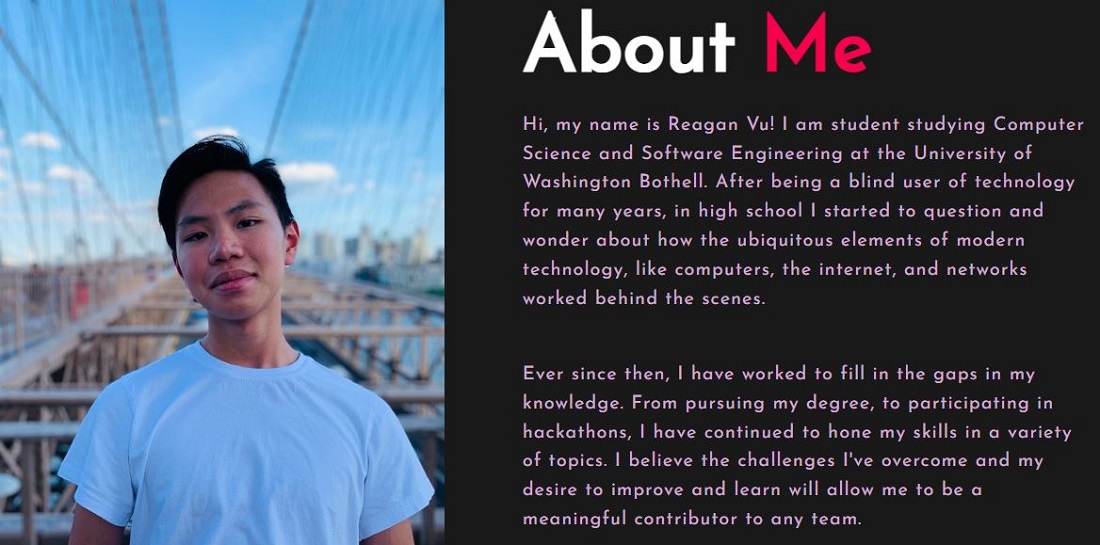 About Me
Hi, my name is Reagan Vu! I am student studying Computer
Science and Software Engineering at the University of
Washington Bothell. After being a blind user of technology
for many years, in high school I started to question and
wonder about how the ubiquitous elements of modern
technology, like computers, the internet, and networks
worked behind the scenes.
Ever since then, I have worked to fill in the gaps in my
knowledge. From pursuing my degree, to participating in
hackathons, I have continued to hone my skills in a variety
of topics. I believe the challenges I've overcome and my
desire to improve and learn will allow me to be a
meaningful contributor to any team.